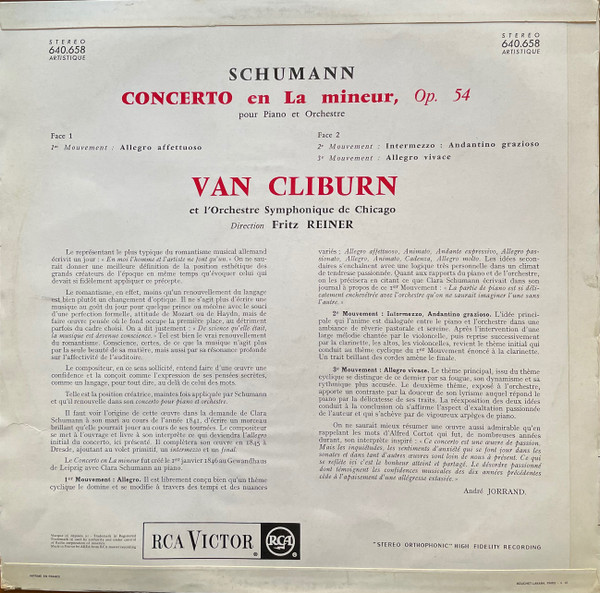 STEREO
640.658
ARTISTIQUE
STEREO
640.658
ARTISTIQUE
SCHUMANN
CONCERTO en La mineur, Op. 54
pour Piano et Orchestre
Face 1
1er Mouvement : Allegro affettuoso
Face 2
2e Mouvement : Intermezzo : Andantino grazioso
3e Mouvement : Allegro vivace
VAN CLIBURN
et l'Orchestre Symphonique de Chicago
Direction Fritz REINER
Le représentant le plus typique du romantisme musical allemand
écrivit un jour : « En moi l'homme et l'artiste ne font qu'un. » On ne sau-
rait donner une meilleure définition de la position esthétique des
grands créateurs de l'époque en même temps qu'évoquer celui qui
devait si fidèlement appliquer ce précepte.
Le romantisme, en effet, mains qu'un renouvellement du langage
est bien plutôt un changement d'optique. Il ne s'agit plus d'écrire une
musique au goût du jour pour quelque prince ou mécène avec le souci
d'une perfection formelle, attitude de Mozart ou de Haydn, mais de
faire œuvre pensée où le fond occupe la première place, au détriment
parfois du cadre choisi. On a dit justement : « De science qu'elle était,
la musique est devenue conscience. » Tel est bien le vrai renouvellement
du romantisme. Conscience, certes, de ce que la musique n'agit plus
par la seule beauté de sa matière, mais aussi par sa résonance profonde
sur l'affectivité de l'auditeur.
Le compositeur, en ce sens sollicité, entend faire d'une œuvre une
confidence et la conçoit comme l'expression de ses pensées secrètes,
comme un langage, pour tout dire, au delà de celui des mots.
Telle est la position créatrice, maintes fois appliquée par Schumann
et qu'il renouvelle dans son concerto pour piano et orchestre.
Il faut voir l'origine de cette œuvre dans la demande de Clara
Schumann à son mari au cours de l'année 1841, d'écrire un morceau
brillant qu'elle pourrait jouer au cours de ses tournées. Le compositeur
se met à l'ouvrage et livre à son interprète ce qui deviendra l'allegro
initial du concerto, ici présenté. Il complétera son œuvre en 1845 à
Dresde, ajoutant au volet primitif, un intermezzo et un final.
Le Concerto en La mineur fut créé le 1er janvier 1846 au Gewandhaus
de Leipzig avec Clara Schumann au piano.
1er Mouvement : Allegro. Il est librement conçu bien qu'un thème
cyclique le domine et se modifie à travers des tempi et des nuances
variés : Allegro affettuoso, Animato, Andante expressivo, Allegro pas-
sionato, Allegro, Animato, Cadenza, Allegro molto. Les idées secon-
daires s'enchaînent avec une logique très personnelle dans un climat
de tendresse passionnée. Quant aux rapports du piano et de l'orchestre,
on les précisera en citant ce que Clara Schumann écrivait dans son
journal à propos de ce 1er Mouvement : « La partie de piano est si déli-
catement enchevêtrée avec l'orchestre qu'on ne saurait imaginer l'une sans
l'autre. »
2e Mouvement : Intermezzo, Andantino grazioso. L'idée prin-
cipale qui l'anime est dialoguée entre le piano et l'orchestre dans une
ambiance de rêverie pastorale et sereine. Après l'intervention d'une
large mélodie chantée par le violoncelle, puis reprise successivement
par la clarinette, les altos, les violoncelles, revient le thème initial qui
conduit au thème cyclique du 1er Mouvement énoncé à la clarinette.
Un trait brillant des cordes amène le finale.
3e Mouvement : Allegro vivace. Le thème principal, issu du thème
cyclique se distingue de ce dernier par sa fougue, son dynamisme et sa
rythmique plus accusée. Le deuxième thème, exposé à l'orchestre,
apporte un contraste par la douceur de son lyrisme auquel répond le
piano par la délicatesse de ses traits. La réexposition des deux idées
conduit à la conclusion où s'affirme l'aspect d'exaltation passionnée
de l'auteur et qui s'achève par de vigoureux arpèges de piano.
On ne saurait mieux résumer une œuvre aussi admirable qu'en
rappelant les mots d'Alfred Cortot qui fut, de nombreuses années
durant, son interprète inspiré : « Ce concerto est une œuvre de passion.
Mais les inquiétudes, les sentiments d'anxiété qui se font jour dans les
sonates et dans tant d'autres œuvres sont loin de nous à présent. Ce qui
se reflète ici c'est le bonheur atteint et partagé. Le désordre passionné
dont témoignent les confidences musicales des dix années précédentes
cède à l'apaisement d'une allégresse extasiée. »
André JORRAND.
RCA VICTOR
RCA
"STEREO ORTHOPHONIC" HIGH FIDELITY RECORDING